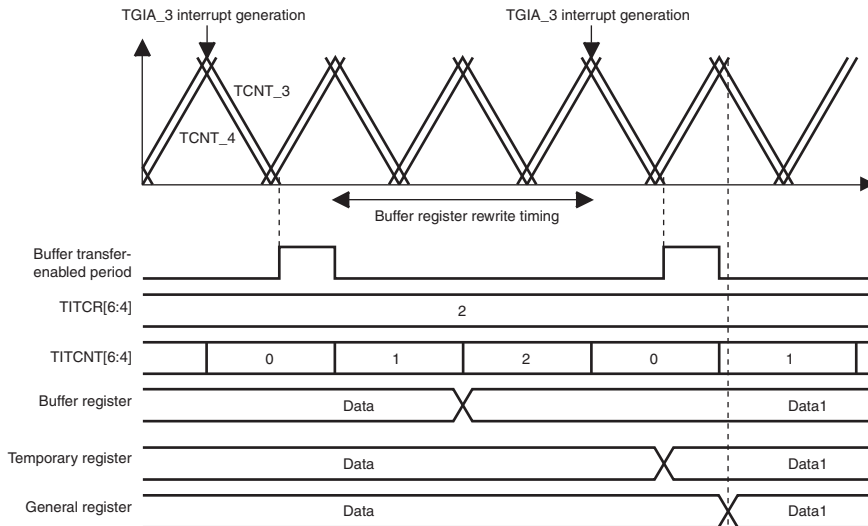 TGIA_3 interrupt generation
TGIA_3 interrupt generation
TCNT_3
TCNT_4
Buffer register rewrite timing
Buffer transfer-
enabled period
TITCR[6:4]
2
TITCNT[6:4]
0
1
2
0
1
Buffer register
Data
Data1
Temporary register
Data
Data1
General register
Data
Data1